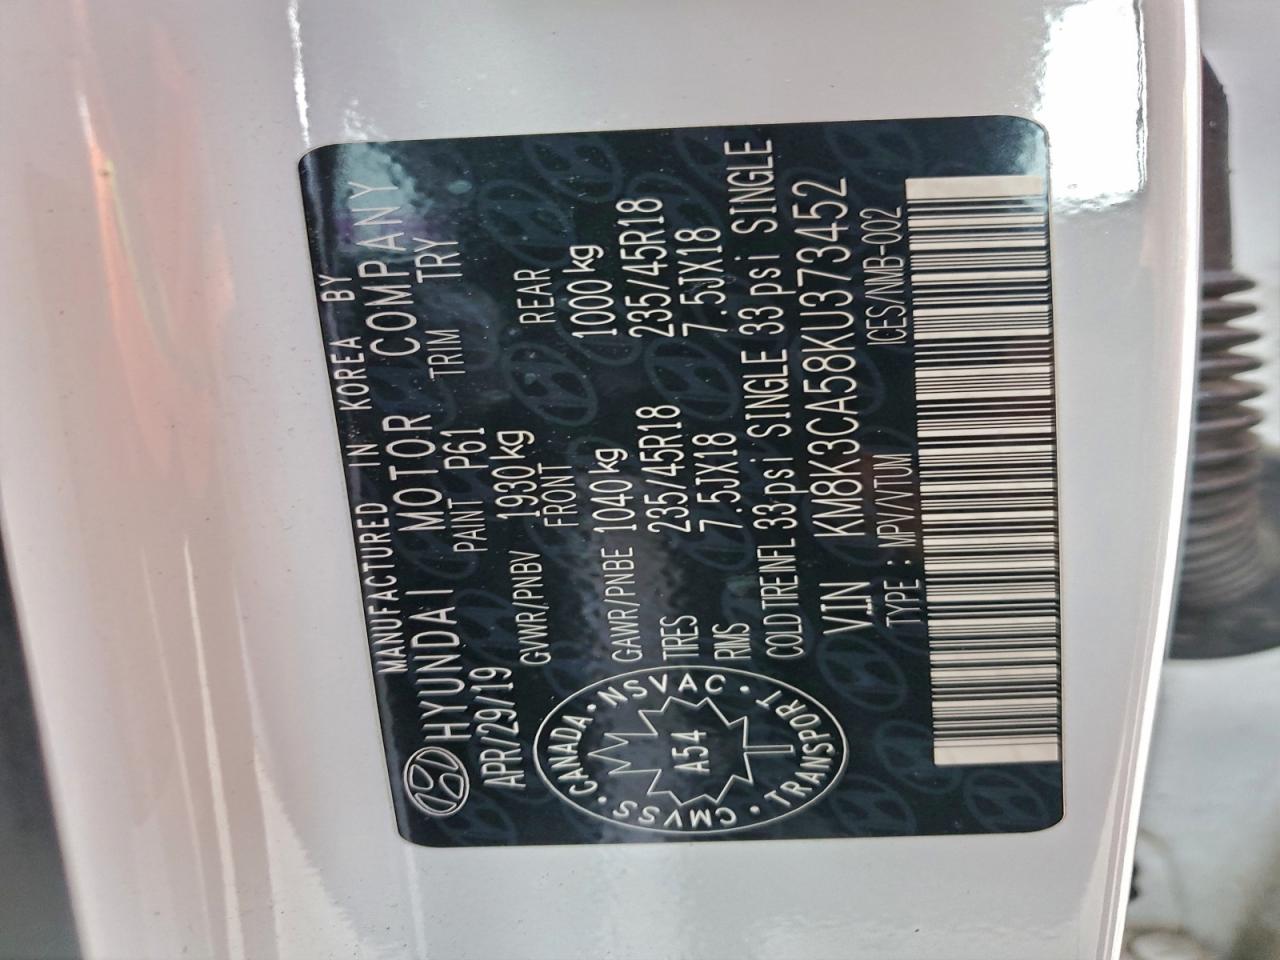 MANUFACTURED IN KOREA BY
HYUNDAI MOTOR COMPANY
APR/29/19 PAINT P61 TRIM TRY
GVWR/PNBV 1930kg
FRONT REAR
GAWR/PNBE 1040kg 1000kg
TIRES 235/45R18 235/45R18
RIMS 7.5JX18 7.5JX18
COLD TIRE INFL 33psi SINGLE 33psi SINGLE
VIN KM8K3CA58KU373452
TYPE : MPV/VTUM ICES/NMB-002
CMVSS • CANADA • NSVAC • TRANSPORT •
A54